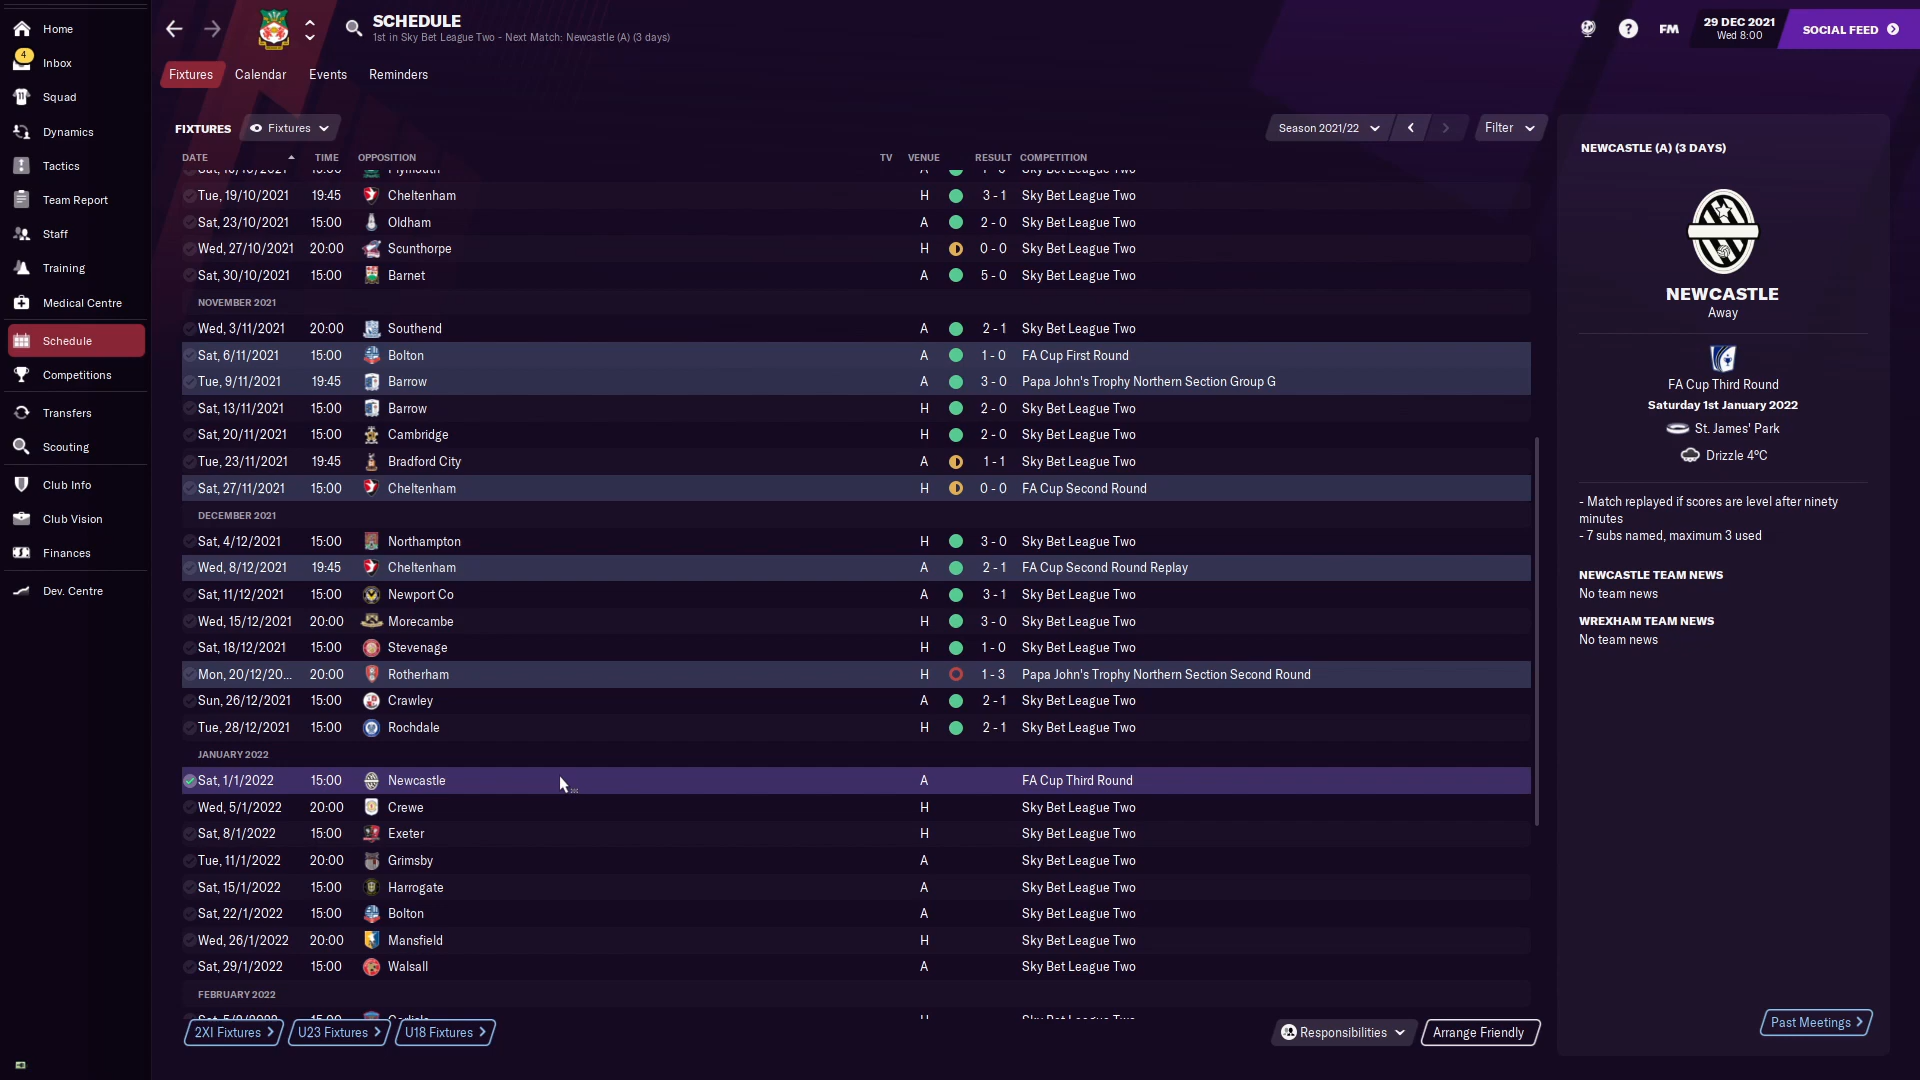 Home
4
Inbox
Squad
Dynamics
Tactics
Team Report
Staff
Training
Medical Centre
Schedule
Competitions
Transfers
Scouting
Club Info
Club Vision
Finances
Dev. Centre
SCHEDULE
1st in Sky Bet League Two - Next Match: Newcastle (A) (3 days)
FM
29 DEC 2021
Wed 8:00
SOCIAL FEED
Fixtures Calendar Events Reminders
FIXTURES Fixtures Season 2021/22 Filter
DATE TIME OPPOSITION TV VENUE RESULT COMPETITION
Plymouth A Sky Bet League Two
Tue, 19/10/2021 19:45 Cheltenham H 3 - 1 Sky Bet League Two
Sat, 23/10/2021 15:00 Oldham A 2 - 0 Sky Bet League Two
Wed, 27/10/2021 20:00 Scunthorpe H 0 - 0 Sky Bet League Two
Sat, 30/10/2021 15:00 Barnet A 5 - 0 Sky Bet League Two
NOVEMBER 2021
Wed, 3/11/2021 20:00 Southend A 2 - 1 Sky Bet League Two
Sat, 6/11/2021 15:00 Bolton A 1 - 0 FA Cup First Round
Tue, 9/11/2021 19:45 Barrow A 3 - 0 Papa John's Trophy Northern Section Group G
Sat, 13/11/2021 15:00 Barrow H 2 - 0 Sky Bet League Two
Sat, 20/11/2021 15:00 Cambridge H 2 - 0 Sky Bet League Two
Tue, 23/11/2021 19:45 Bradford City A 1 - 1 Sky Bet League Two
Sat, 27/11/2021 15:00 Cheltenham H 0 - 0 FA Cup Second Round
DECEMBER 2021
Sat, 4/12/2021 15:00 Northampton H 3 - 0 Sky Bet League Two
Wed, 8/12/2021 19:45 Cheltenham A 2 - 1 FA Cup Second Round Replay
Sat, 11/12/2021 15:00 Newport Co A 3 - 1 Sky Bet League Two
Wed, 15/12/2021 20:00 Morecambe H 3 - 0 Sky Bet League Two
Sat, 18/12/2021 15:00 Stevenage H 1 - 0 Sky Bet League Two
Mon, 20/12/20... 20:00 Rotherham H 1 - 3 Papa John's Trophy Northern Section Second Round
Sun, 26/12/2021 15:00 Crawley A 2 - 1 Sky Bet League Two
Tue, 28/12/2021 15:00 Rochdale H 2 - 1 Sky Bet League Two
JANUARY 2022
Sat, 1/1/2022 15:00 Newcastle A FA Cup Third Round
Wed, 5/1/2022 20:00 Crewe H Sky Bet League Two
Sat, 8/1/2022 15:00 Exeter H Sky Bet League Two
Tue, 11/1/2022 20:00 Grimsby A Sky Bet League Two
Sat, 15/1/2022 15:00 Harrogate A Sky Bet League Two
Sat, 22/1/2022 15:00 Bolton A Sky Bet League Two
Wed, 26/1/2022 20:00 Mansfield H Sky Bet League Two
Sat, 29/1/2022 15:00 Walsall A Sky Bet League Two
FEBRUARY 2022
2XI Fixtures U23 Fixtures U18 Fixtures Responsibilities Arrange Friendly
NEWCASTLE (A) (3 DAYS)
NEWCASTLE
Away
FA Cup Third Round
Saturday 1st January 2022
St. James' Park
Drizzle 4ºC
- Match replayed if scores are level after ninety
minutes
- 7 subs named, maximum 3 used
NEWCASTLE TEAM NEWS
No team news
WREXHAM TEAM NEWS
No team news
Past Meetings